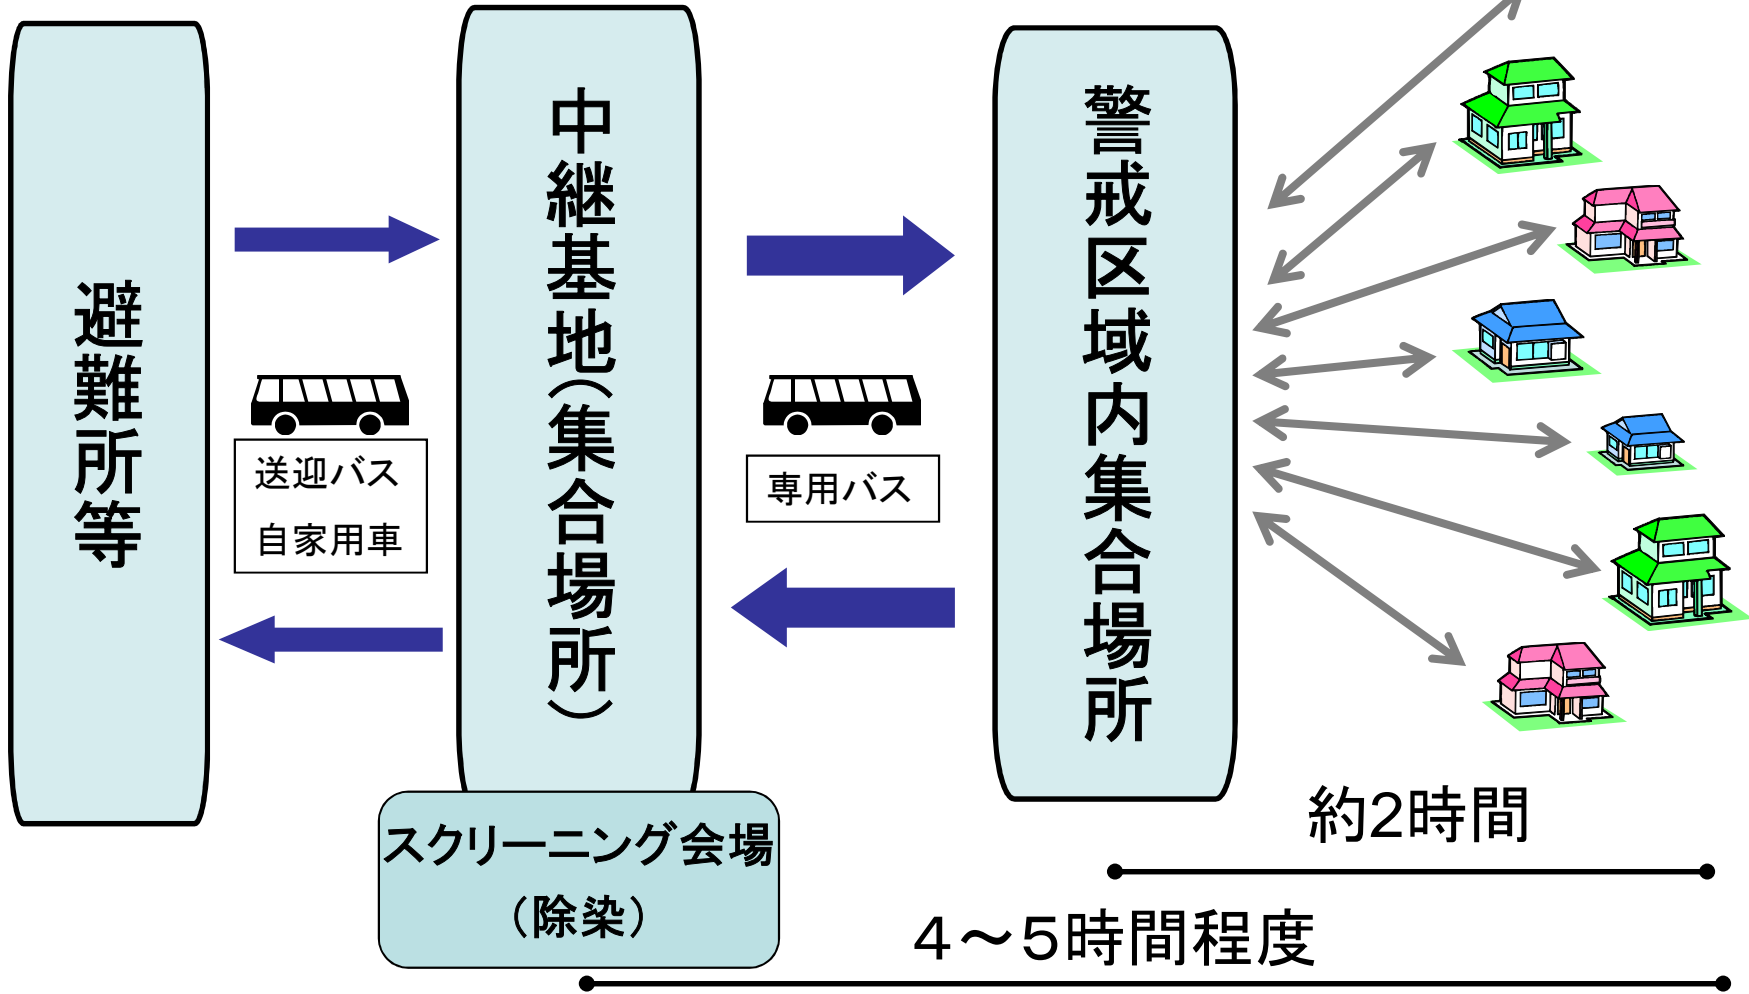 避難所等
送迎バス
自家用車
中継基地(集合場所)
スクリーニング会場
(除染)
専用バス
警戒区域内集合場所
約2時間
4～5時間程度